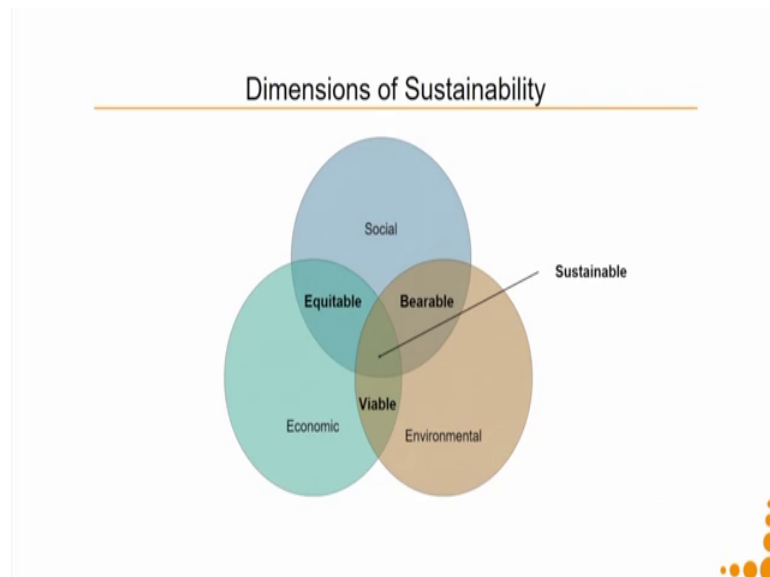 Dimensions of Sustainability
Social
Sustainable
Equitable
Bearable
Viable
Economic
Environmental